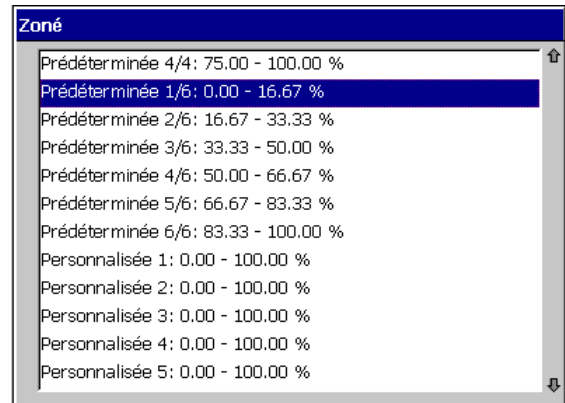 Zoné
Prédéterminée 4/4: 75.00 - 100.00 %
Prédéterminée 1/6: 0.00 - 16.67 %
Prédéterminée 2/6: 16.67 - 33.33 %
Prédéterminée 3/6: 33.33 - 50.00 %
Prédéterminée 4/6: 50.00 - 66.67 %
Prédéterminée 5/6: 66.67 - 83.33 %
Prédéterminée 6/6: 83.33 - 100.00 %
Personnalisée 1: 0.00 - 100.00 %
Personnalisée 2: 0.00 - 100.00 %
Personnalisée 3: 0.00 - 100.00 %
Personnalisée 4: 0.00 - 100.00 %
Personnalisée 5: 0.00 - 100.00 %